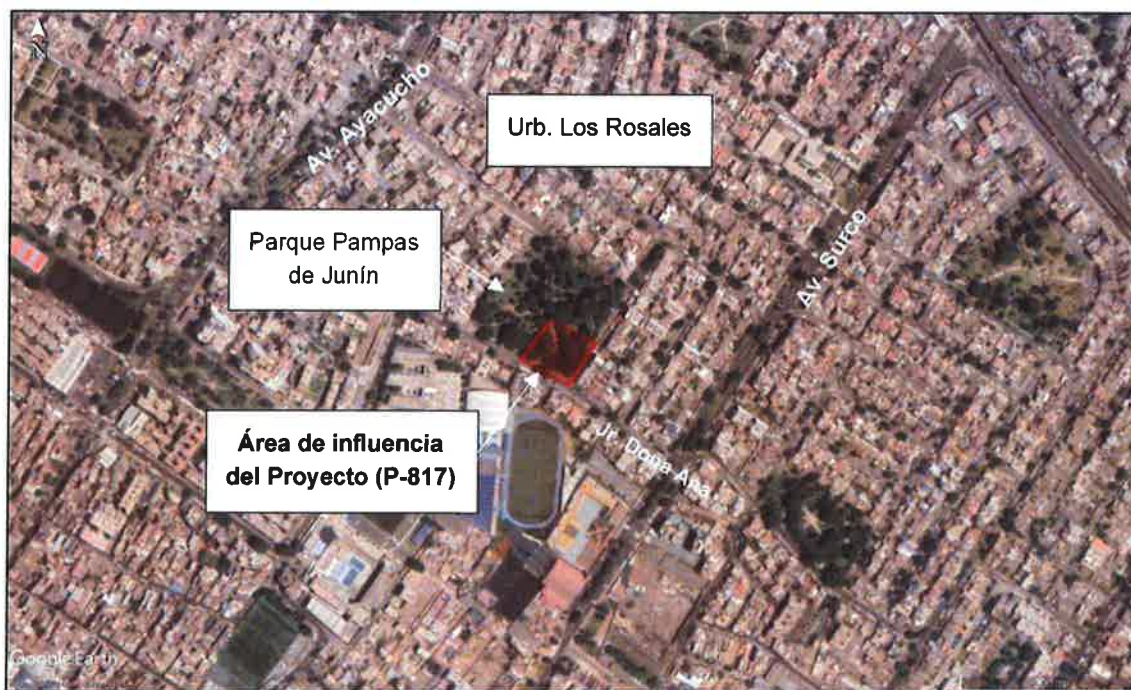 Av. Ayacucho
Urb. Los Rosales
Parque Pampas
de Junín
Av. Surco
Área de influencia
del Proyecto (P-817)
Jr. Doña Ana
Google Earth